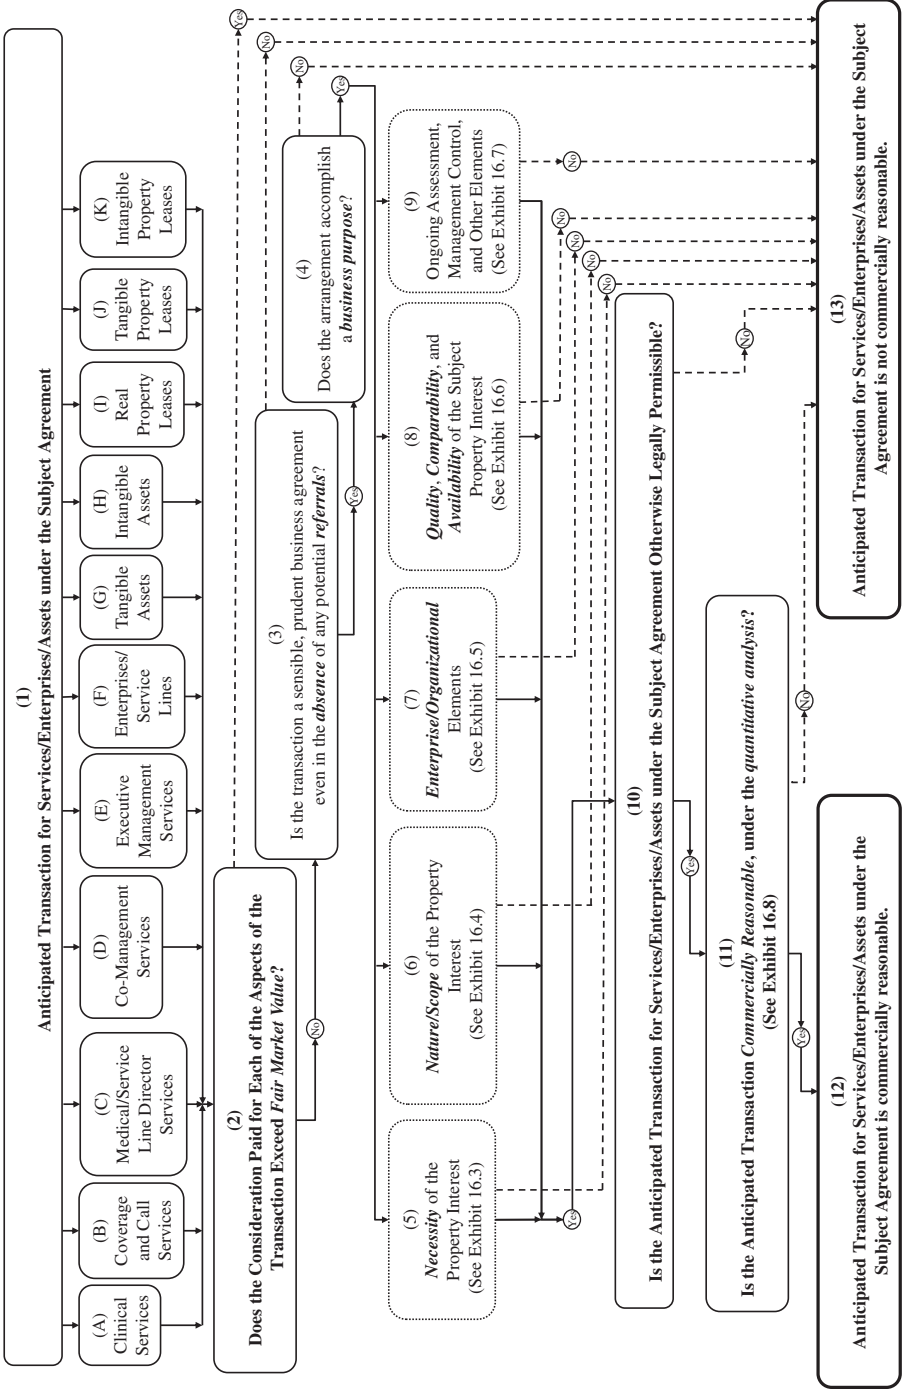 (1)
Anticipated Transaction for Services/Enterprises/Assets under the Subject Agreement
(A)
Clinical
Services
(B)
Coverage
and Call
Services
(C)
Medical/Service
Line Director
Services
(D)
Co-Management
Services
(E)
Executive
Management
Services
(F)
Enterprises/
Service
Lines
(G)
Tangible
Assets
(H)
Intangible
Assets
(I)
Real
Property
Leases
(J)
Tangible
Property
Leases
(K)
Intangible
Property
Leases
(2)
Does the Consideration Paid for Each of the Aspects of the
Transaction Exceed Fair Market Value?
Yes
No
(3)
Is the transaction a sensible, prudent business agreement
even in the absence of any potential referrals?
No
Yes
(4)
Does the arrangement accomplish
a business purpose?
No
Yes
(5)
Necessity of the
Property Interest
(See Exhibit 16.3)
(6)
Nature/Scope of the Property
Interest
(See Exhibit 16.4)
(7)
Enterprise/Organizational
Elements
(See Exhibit 16.5)
(8)
Quality, Comparability, and
Availability of the Subject
Property Interest
(See Exhibit 16.6)
(9)
Ongoing Assessment,
Management Control,
and Other Elements
(See Exhibit 16.7)
No
No
No
No
No
Yes
(10)
Is the Anticipated Transaction for Services/Enterprises/Assets under the Subject Agreement Otherwise Legally Permissible?
No
Yes
(11)
Is the Anticipated Transaction Commercially Reasonable, under the quantitative analysis?
(See Exhibit 16.8)
No
Yes
(12)
Anticipated Transaction for Services/Enterprises/Assets under the
Subject Agreement is commercially reasonable.
(13)
Anticipated Transaction for Services/Enterprises/Assets under the Subject
Agreement is not commercially reasonable.